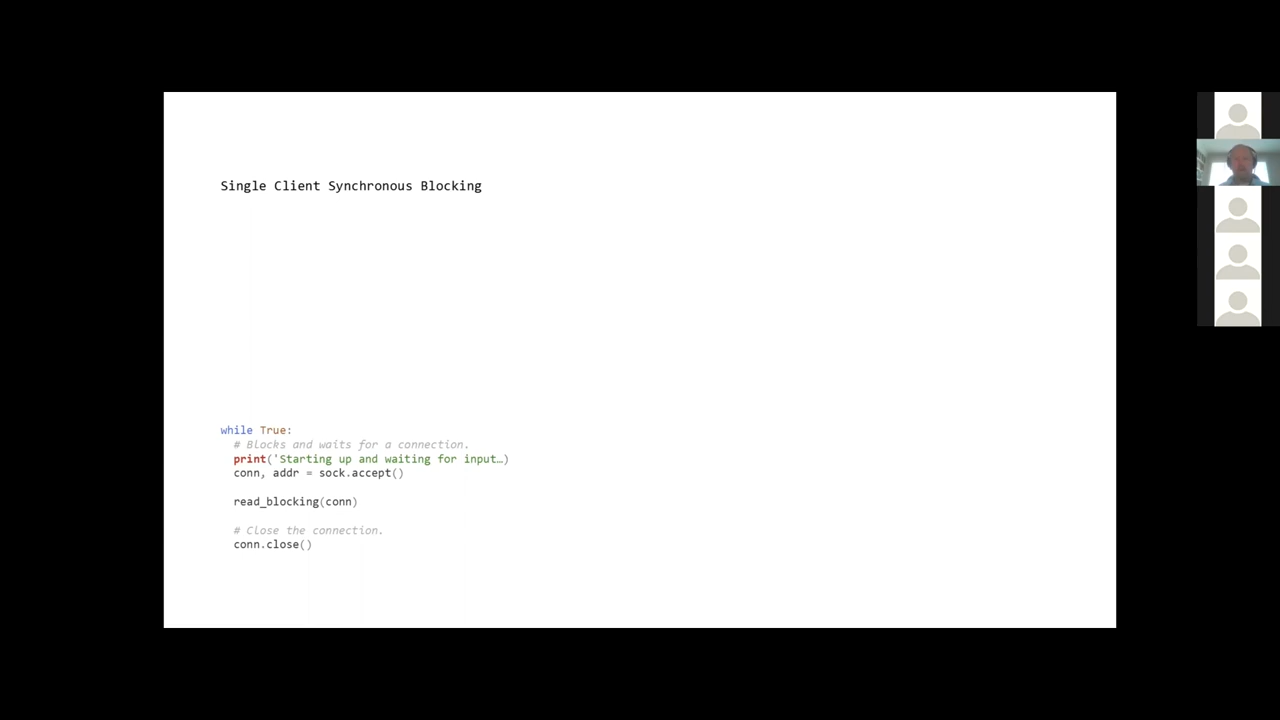 Single Client Synchronous Blocking
while True:
# Blocks and waits for a connection.
print('Starting up and waiting for input…)
conn, addr = sock.accept()
read_blocking(conn)
# Close the connection.
conn.close()